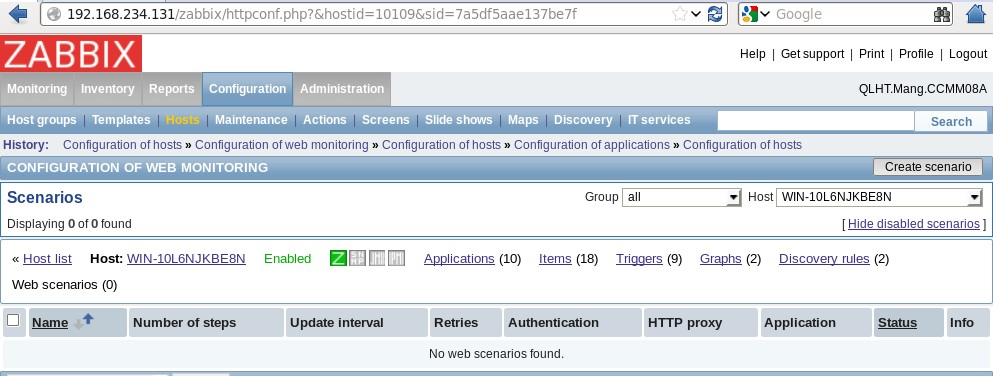 192.168.234.131/zabbix/httpconf.php?&hostid=10109&sid=7a5df5aae137be7f Google
ZABBIX
Help | Get support | Print | Profile | Logout
Monitoring Inventory Reports Configuration Administration QLHT.Mang.CCMM08A
Host groups | Templates | Hosts | Maintenance | Actions | Screens | Slide shows | Maps | Discovery | IT services Search
History: Configuration of hosts » Configuration of web monitoring » Configuration of hosts » Configuration of applications » Configuration of hosts
CONFIGURATION OF WEB MONITORING Create scenario
Scenarios Group all Host WIN-10L6NJKBE8N
Displaying 0 of 0 found [ Hide disabled scenarios ]
« Host list Host: WIN-10L6NJKBE8N Enabled Z SNMP JMX IPMI Applications (10) Items (18) Triggers (9) Graphs (2) Discovery rules (2)
Web scenarios (0)
Name Number of steps Update interval Retries Authentication HTTP proxy Application Status Info
No web scenarios found.